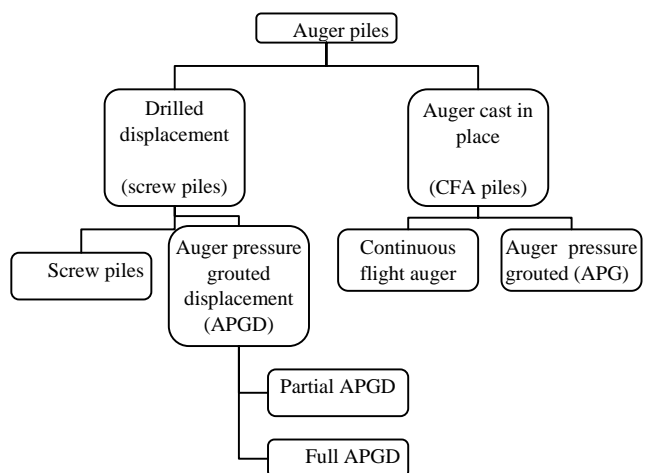 Auger piles
Drilled
displacement
(screw piles)
Auger cast in
place
(CFA piles)
Screw piles
Auger pressure
grouted
displacement
(APGD)
Continuous
flight auger
Auger pressure
grouted (APG)
Partial APGD
Full APGD